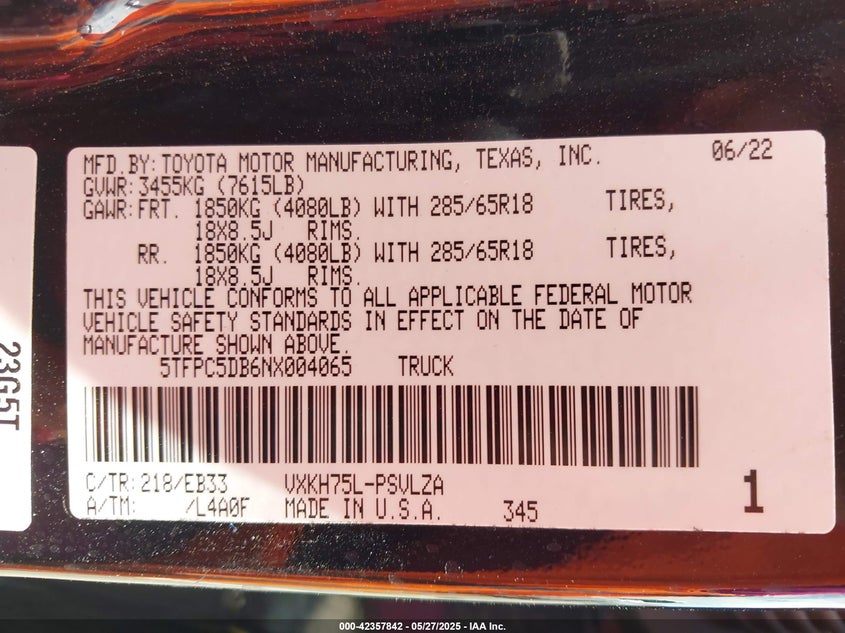 MFD.BY: TOYOTA MOTOR MANUFACTURING, TEXAS, INC. 06/22
GVWR: 3455KG (7615LB)
GAWR: FRT. 1850KG (4080LB) WITH 285/65R18 TIRES,
18X8.5J RIMS.
RR. 1850KG (4080LB) WITH 285/65R18 TIRES,
18X8.5J RIMS.
THIS VEHICLE CONFORMS TO ALL APPLICABLE FEDERAL MOTOR
VEHICLE SAFETY STANDARDS IN EFFECT ON THE DATE OF
MANUFACTURE SHOWN ABOVE.
5TFPC5DB6NX004065 TRUCK
C/TR: 218/EB33 VXKH75L-PSVLZA
A/TM: /L4A0F MADE IN U.S.A. 345 1
23G5T
000-42357842 - 05/27/2025 - IAA Inc.